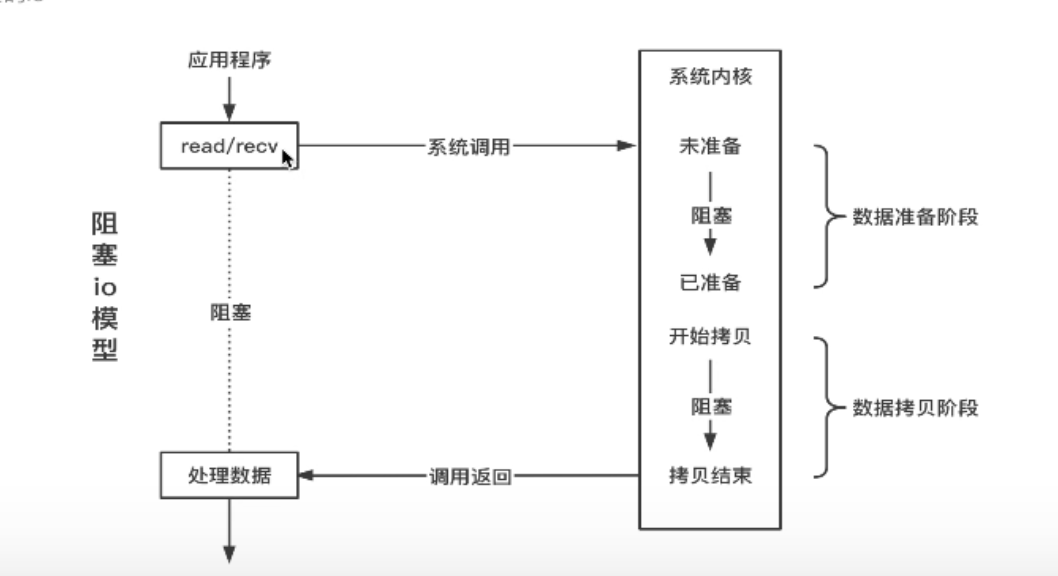 应用程序
系统内核
read/recv
系统调用
未准备
阻塞
数据准备阶段
已准备
阻塞io模型
阻塞
开始拷贝
阻塞
数据拷贝阶段
处理数据
调用返回
拷贝结束